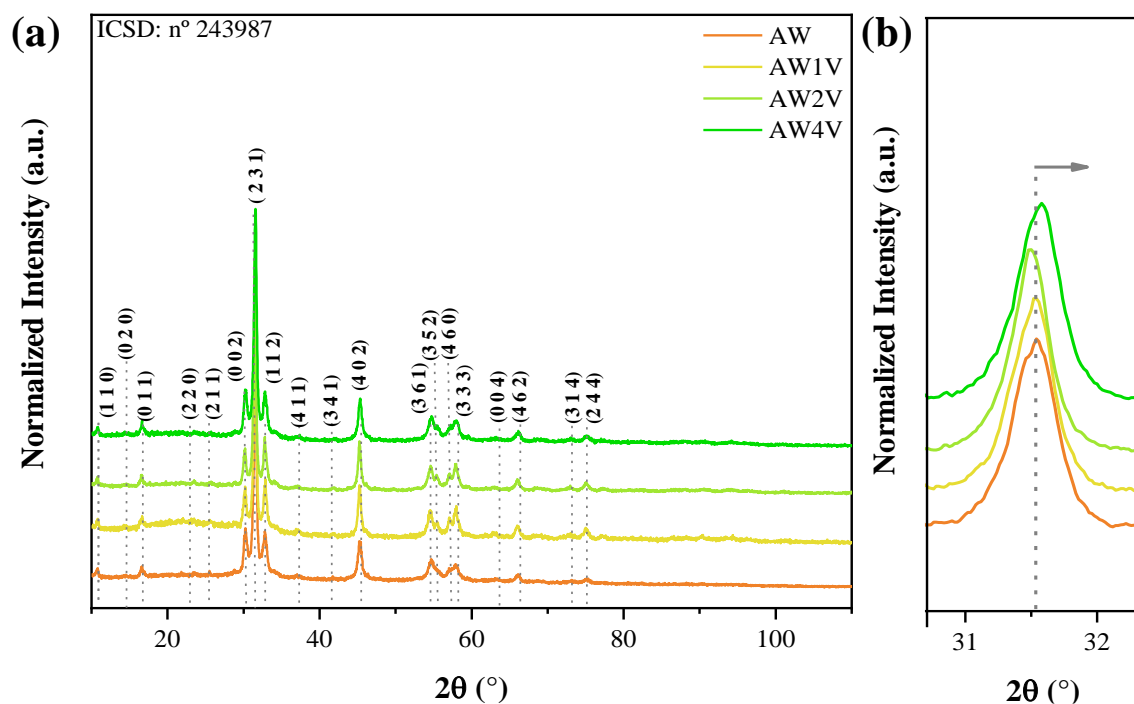 (a)
ICSD: nº 243987
AW
AW1V
AW2V
AW4V
Normalized Intensity (a.u.)
(1 1 0)
(0 2 0)
(0 1 1)
(2 2 0)
(2 1 1)
(0 0 2)
(2 3 1)
(1 1 2)
(4 1 1)
(3 4 1)
(4 0 2)
(3 6 1)
(3 5 2)
(4 6 0)
(3 3 3)
(0 0 4)
(4 6 2)
(3 1 4)
(2 4 4)
20 40 60 80 100
2θ (°)
(b)
Normalized Intensity (a.u.)
31 32
2θ (°)